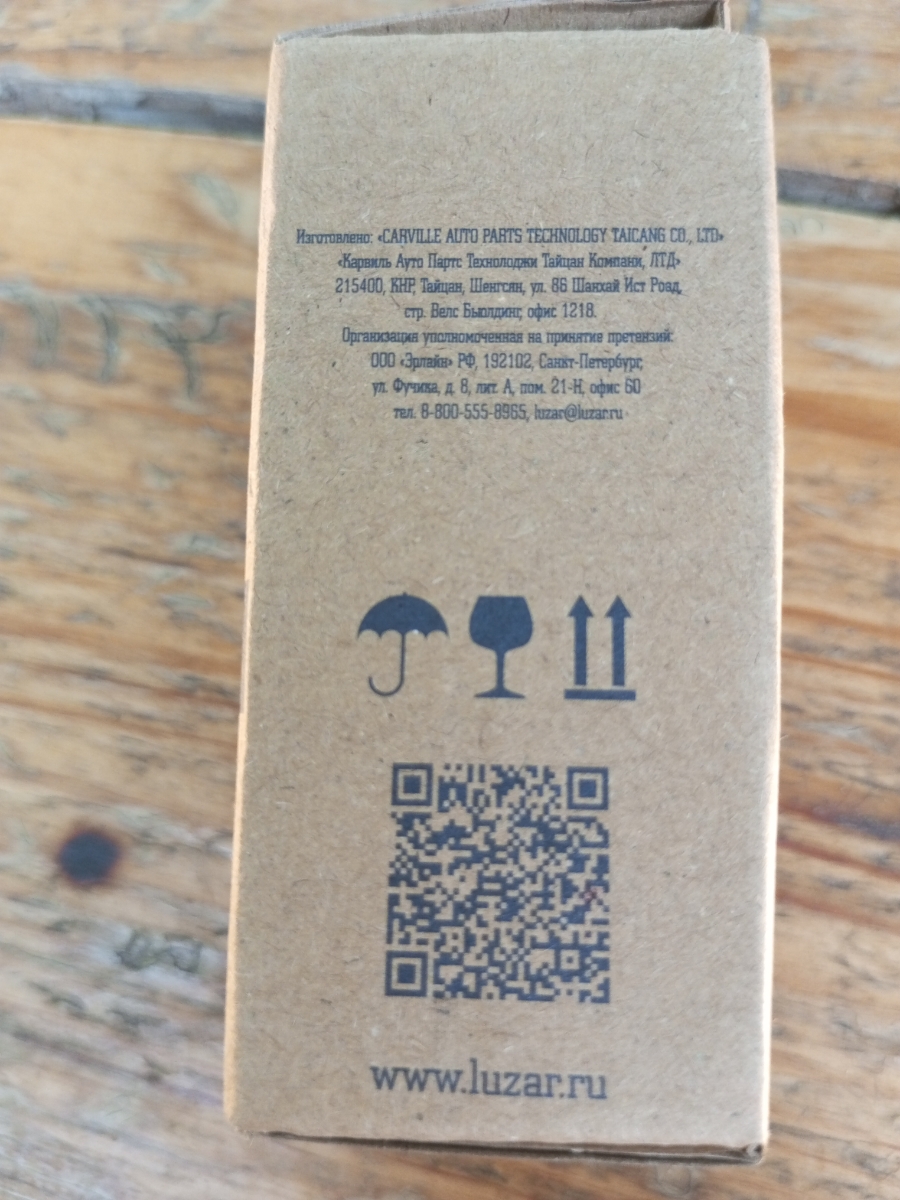 Изготовлено: «CARVILLE AUTO PARTS TECHNOLOGY TAICANG CO., LTD»
«Карвиль Ауто Партс Технолоджи Тайцан Компани, ЛТД»
215400, КНР, Тайцан, Шенгсян, ул. 86 Шанхай Ист Роад,
стр. Велс Бьюлдинг, офис 1218.
Организация уполномоченная на принятие претензий:
ООО «Эрлайн» РФ, 192102, Санкт-Петербург,
ул. Фучика, д. 8, лит. А, пом. 21-Н, офис 60
тел. 8-800-555-8965, luzar@luzar.ru
www.luzar.ru